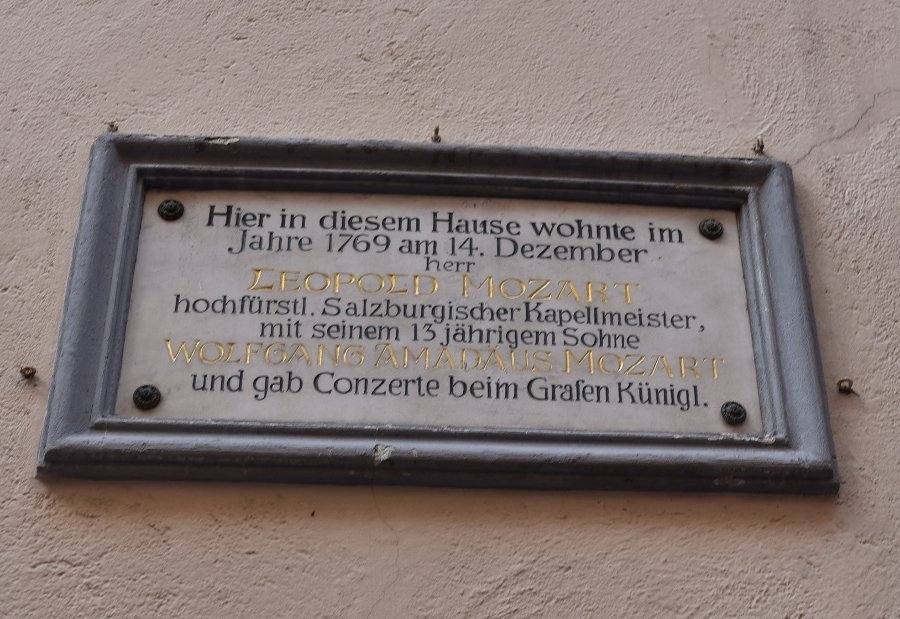 Hier in diesem Hause wohnte im
Jahre 1769 am 14. Dezember
herr
LEOPOLD MOZART
hochfürstl. Salzburgischer Kapellmeister,
mit seinem 13 jährigem Sohne
WOLFGANG AMADÄUS MOZART
und gab Conzerte beim Grafen Künigl.